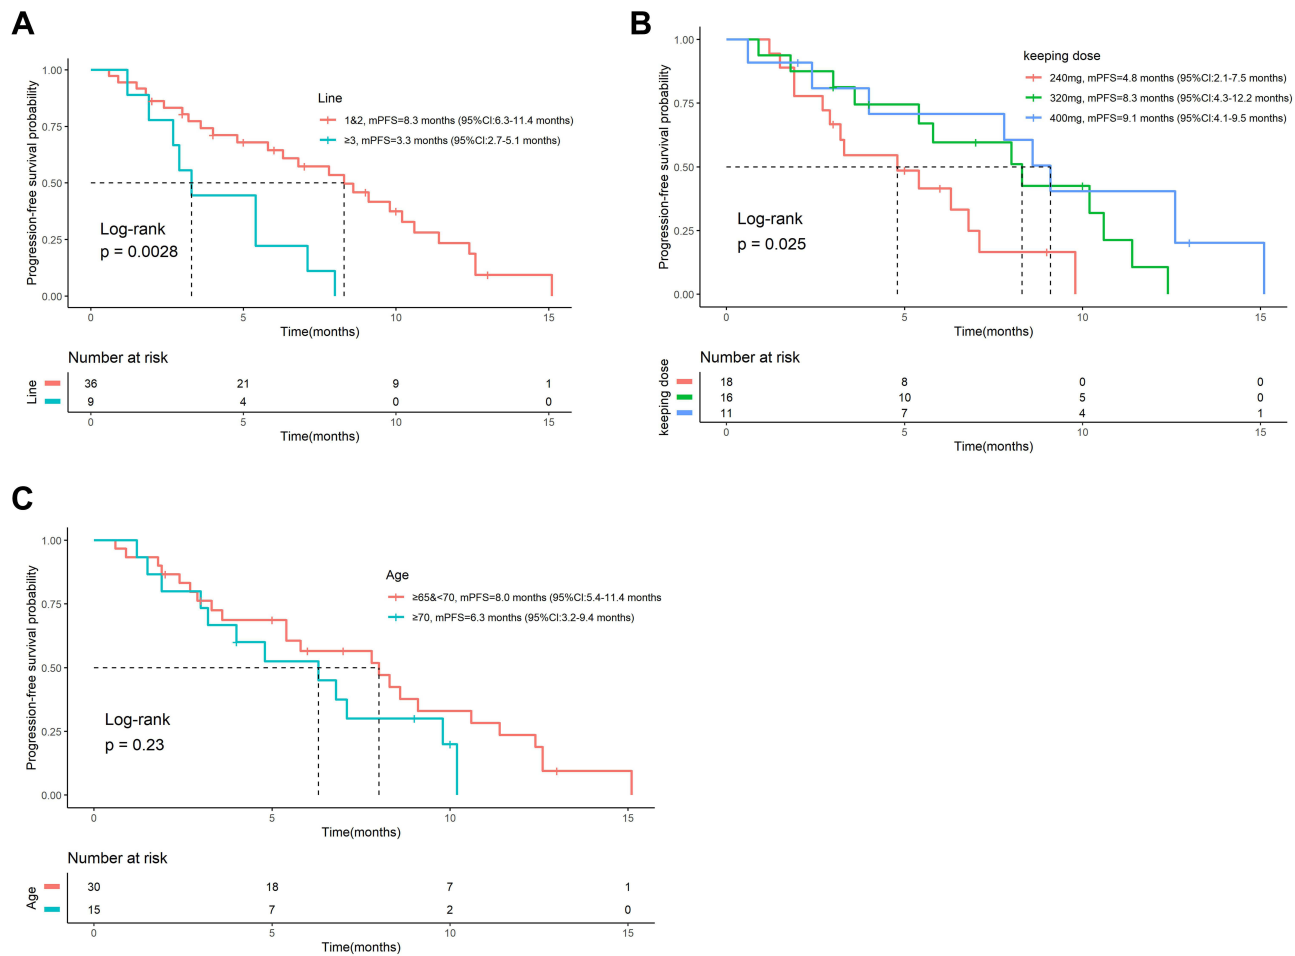 A
Progression-free survival probability
1.00
0.75
0.50
0.25
0.00
Line
1&2, mPFS=8.3 months (95%CI:6.3-11.4 months)
≥3, mPFS=3.3 months (95%CI:2.7-5.1 months)
Log-rank
p = 0.0028
0 5 10 15
Time(months)
Number at risk
Line
36 21 9 1
9 4 0 0
0 5 10 15
Time(months)
B
Progression-free survival probability
1.00
0.75
0.50
0.25
0.00
keeping dose
240mg, mPFS=4.8 months (95%CI:2.1-7.5 months)
320mg, mPFS=8.3 months (95%CI:4.3-12.2 months)
400mg, mPFS=9.1 months (95%CI:4.1-9.5 months)
Log-rank
p = 0.025
0 5 10 15
Time(months)
Number at risk
keeping dose
18 8 0 0
16 10 5 0
11 7 4 1
0 5 10 15
Time(months)
C
Progression-free survival probability
1.00
0.75
0.50
0.25
0.00
Age
≥65&<70, mPFS=8.0 months (95%CI:5.4-11.4 months
≥70, mPFS=6.3 months (95%CI:3.2-9.4 months)
Log-rank
p = 0.23
0 5 10 15
Time(months)
Number at risk
Age
30 18 7 1
15 7 2 0
0 5 10 15
Time(months)